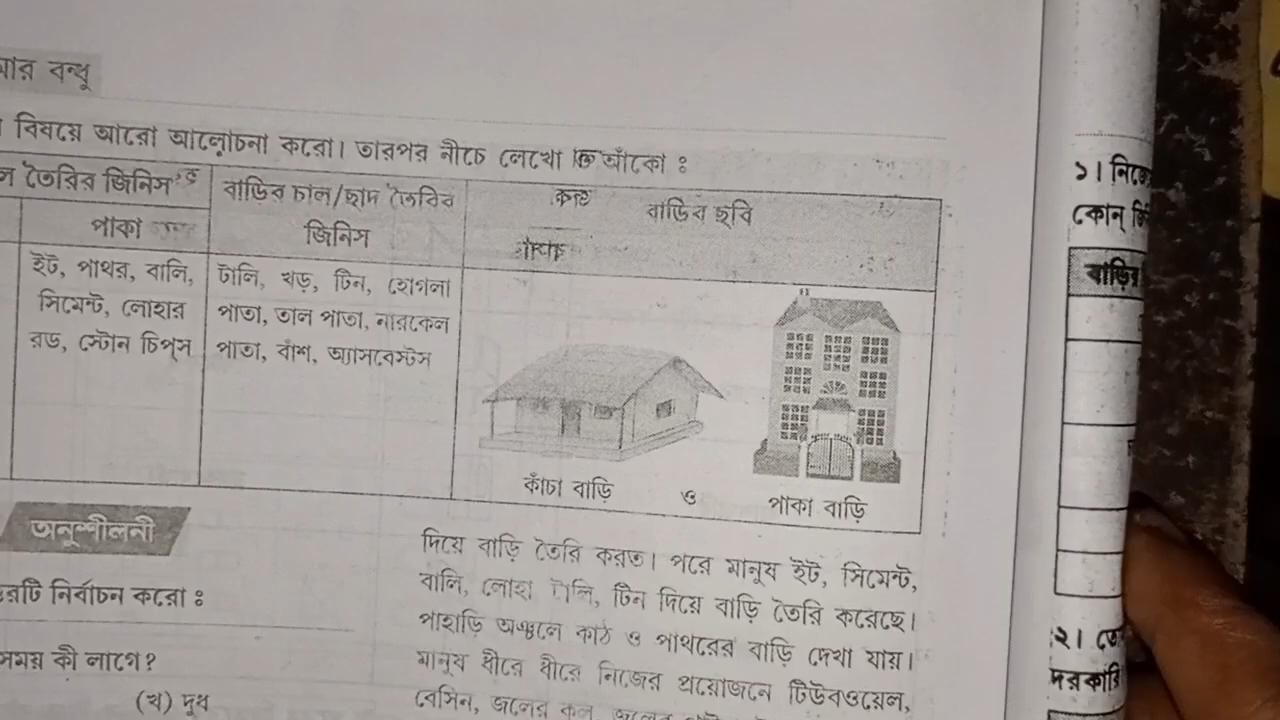 বন্ধু
বিষয়ে আরো আলোচনা করো। তারপর নীচে লেখো আঁকো ঃ
তৈরির জিনিস
বাড়ির চাল/ছাদ তৈরির
জিনিস
বাড়ির ছবি
পাকা
ইট, পাথর, বালি,
সিমেন্ট, লোহার
রড, স্টোন চিপ্‌স
টালি, খড়, টিন, হোগলা
পাতা, তাল পাতা, নারকেল
পাতা, বাঁশ, অ্যাসবেস্টস
কাঁচা বাড়ি ও পাকা বাড়ি
অনুশীলনী
নির্বাচন করো ঃ
সময় কী লাগে?
(খ) দুধ
দিয়ে বাড়ি তৈরি করত। পরে মানুষ ইট, সিমেন্ট,
বালি, লোহা টালি, টিন দিয়ে বাড়ি তৈরি করেছে।
পাহাড়ি অঞ্চলে কাঠ ও পাথরের বাড়ি দেখা যায়।
মানুষ ধীরে ধীরে নিজের প্রয়োজনে টিউবওয়েল,
বেসিন, জলের কল,
১।
কোন্
বাড়ির
২।
দরকারি